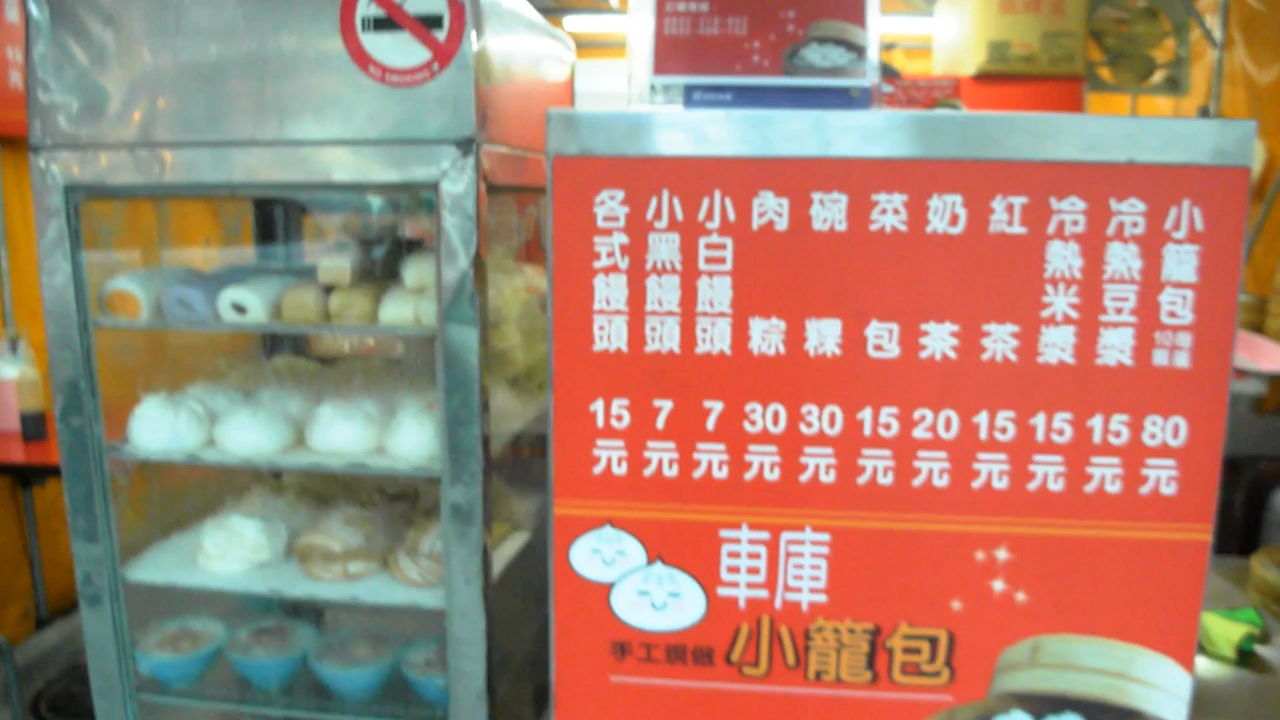 NO SMOKING
小籠包 80元
冷熱豆漿 15元
冷熱米漿 15元
紅茶 15元
奶茶 20元
菜包 15元
碗粿 30元
肉粽 30元
小白饅頭 7元
小黑饅頭 7元
各式饅頭 15元
車庫
手工現做 小籠包